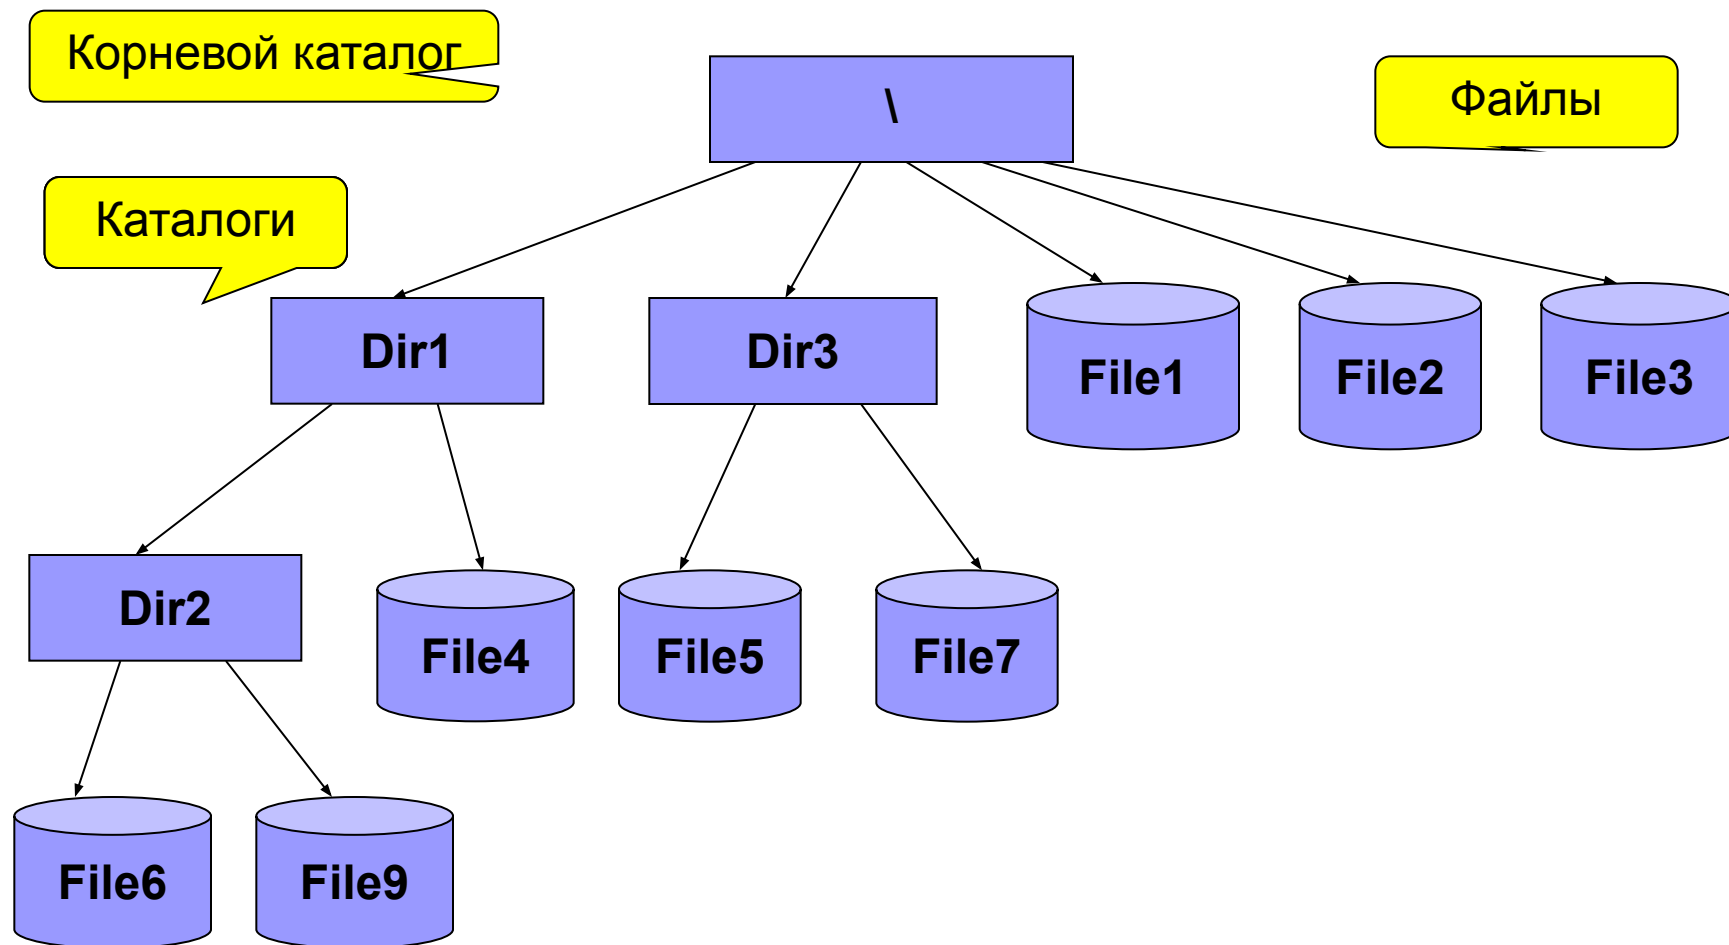 Корневой каталог
\
Файлы
Каталоги
Dir1
Dir3
File1
File2
File3
Dir2
File4
File5
File7
File6
File9